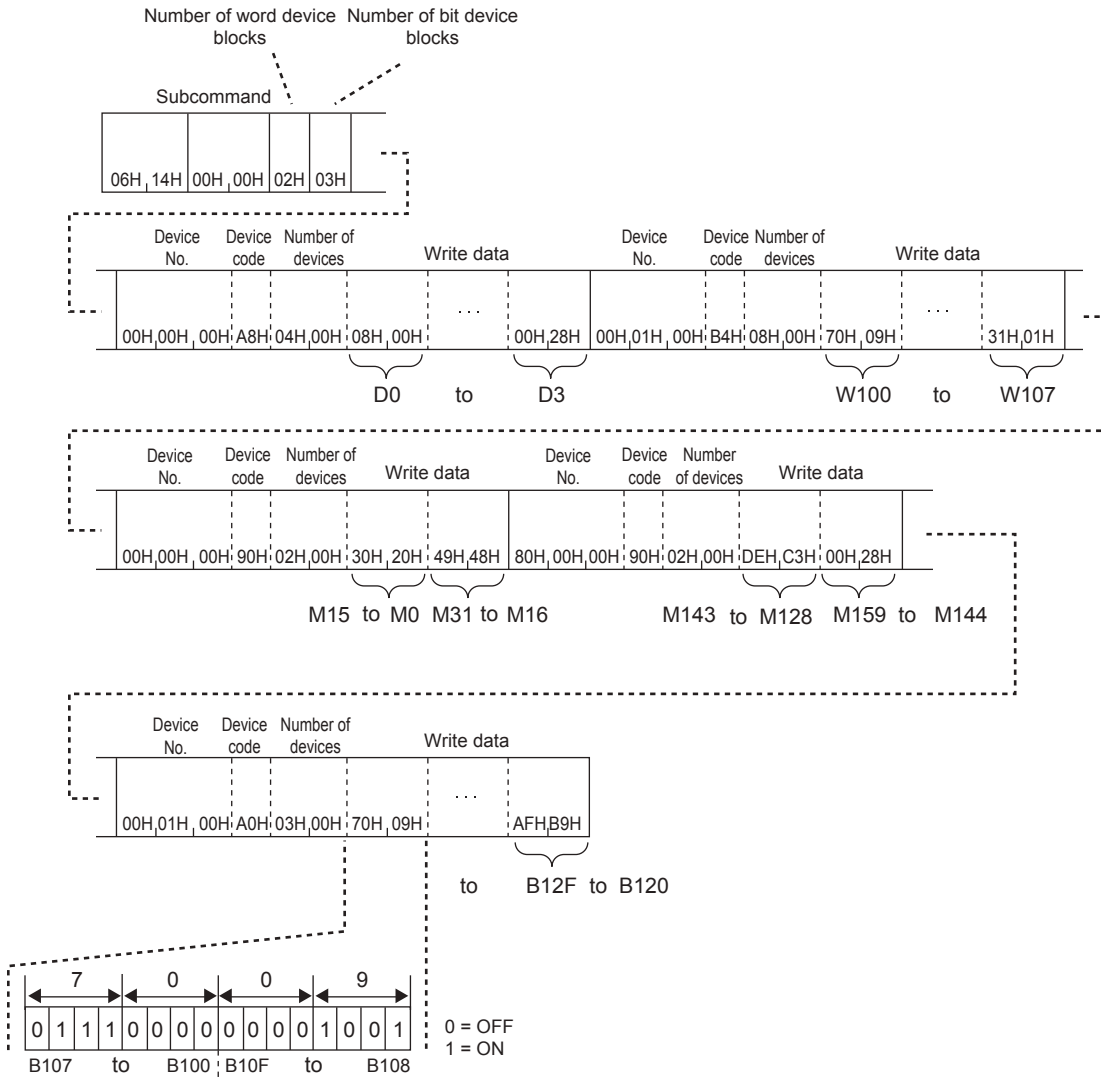 Number of word device Number of bit device
blocks blocks
Subcommand
06H 14H 00H 00H 02H 03H
Device Device Number of Device Device Number of
No. code devices Write data No. code devices Write data
00H 00H 00H A8H 04H 00H 08H 00H ... 00H 28H 00H 01H 00H B4H 08H 00H 70H 09H ... 31H 01H
D0 to D3 W100 to W107
Device Device Number of Device Device Number
No. code devices Write data No. code of devices Write data
00H 00H 00H 90H 02H 00H 30H 20H 49H 48H 80H 00H 00H 90H 02H 00H DEH C3H 00H 28H
M15 to M0 M31 to M16 M143 to M128 M159 to M144
Device Device Number of
No. code devices Write data
00H 01H 00H A0H 03H 00H 70H 09H ... AFH B9H
to B12F to B120
7 0 0 9
0 1 1 1 0 0 0 0 0 0 0 0 1 0 0 1 0 = OFF
1 = ON
B107 to B100 B10F to B108